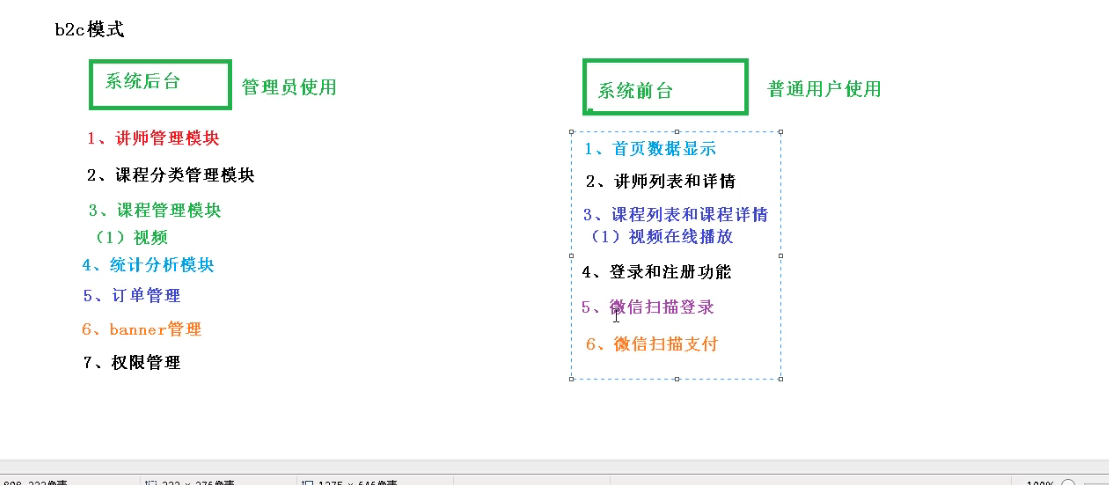 b2c模式
系统后台
管理员使用
1、讲师管理模块
2、课程分类管理模块
3、课程管理模块
（1）视频
4、统计分析模块
5、订单管理
6、banner管理
7、权限管理
系统前台
普通用户使用
1、首页数据显示
2、讲师列表和详情
3、课程列表和课程详情
（1）视频在线播放
4、登录和注册功能
5、微信扫描登录
6、微信扫描支付
100%